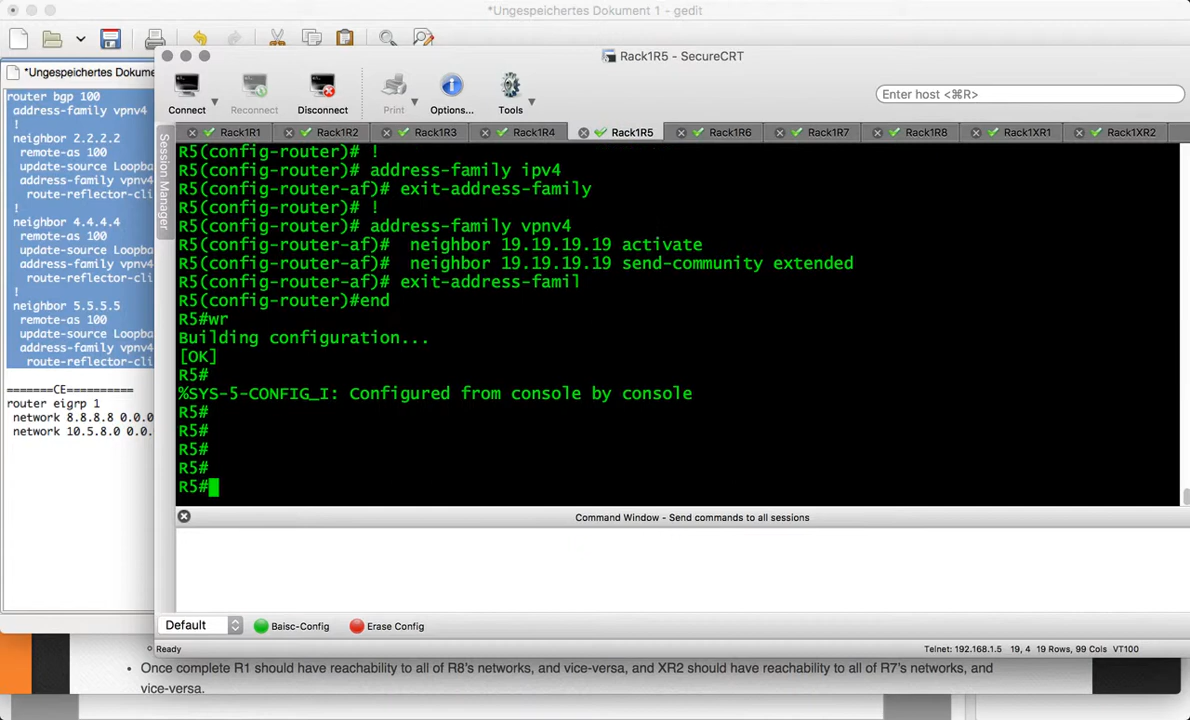 *Ungespeichertes Dokument 1 - gedit
Rack1R5 - SecureCRT
*Ungespeichertes Dokume
Connect
Reconnect
Disconnect
Print
Options...
Tools
Enter host <⌘R>
Session Manager
Rack1R1
Rack1R2
Rack1R3
Rack1R4
Rack1R5
Rack1R6
Rack1R7
Rack1R8
Rack1XR1
Rack1XR2
router bgp 100
address-family vpnv4
!
neighbor 2.2.2.2
remote-as 100
update-source Loopba
address-family vpnv4
route-reflector-cli
!
neighbor 4.4.4.4
remote-as 100
update-source Loopba
address-family vpnv4
route-reflector-cli
!
neighbor 5.5.5.5
remote-as 100
update-source Loopba
address-family vpnv4
route-reflector-cli
=======CE==========
router eigrp 1
network 8.8.8.8 0.0.0
network 10.5.8.0 0.0.
R5(config-router)# !
R5(config-router)# address-family ipv4
R5(config-router-af)# exit-address-family
R5(config-router)# !
R5(config-router)# address-family vpnv4
R5(config-router-af)#  neighbor 19.19.19.19 activate
R5(config-router-af)#  neighbor 19.19.19.19 send-community extended
R5(config-router-af)# exit-address-famil
R5(config-router)#end
R5#wr
Building configuration...
[OK]
R5#
%SYS-5-CONFIG_I: Configured from console by console
R5#
R5#
R5#
R5#
R5#
Command Window - Send commands to all sessions
Default
Baisc-Config
Erase Config
Ready
Telnet: 192.168.1.5
19, 4
19 Rows, 99 Cols
VT100
• Once complete R1 should have reachability to all of R8's networks, and vice-versa, and XR2 should have reachability to all of R7's networks, and
vice-versa.